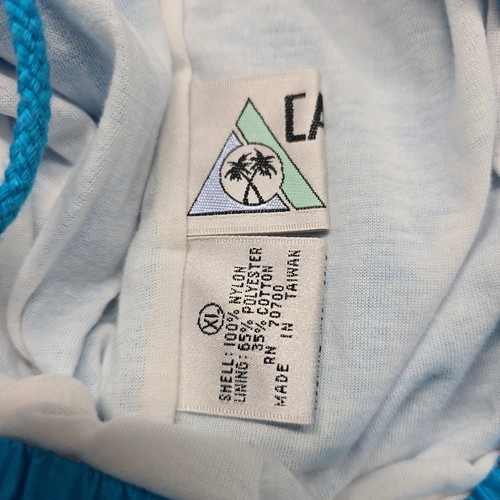 CA
XL
SHELL: 100% NYLON
LINING: 65% POLYESTER
35% COTTON
RN 70700
MADE IN TAIWAN